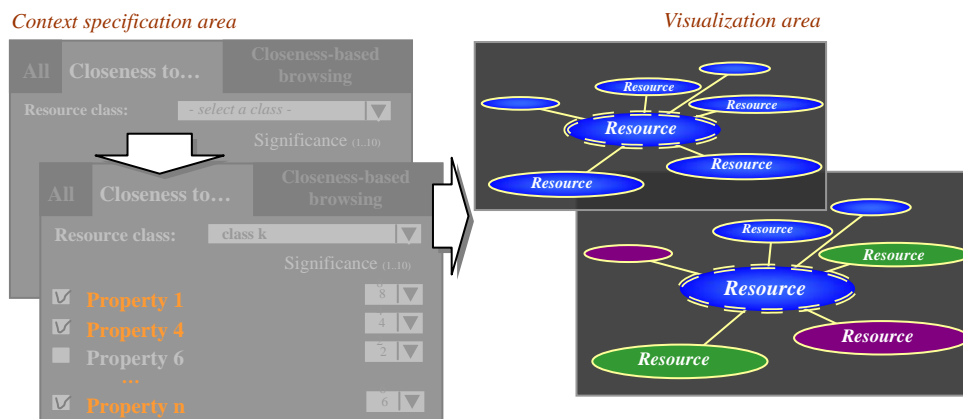 Context specification area
Visualization area
All
Closeness to…
Closeness-based
browsing
Resource class:
- select a class -
Significance (1..10)
All
Closeness to…
Closeness-based
browsing
Resource class:
class k
Significance (1..10)
Property 1
8
Property 4
4
Property 6
2
…
Property n
6
Resource
Resource
Resource
Resource
Resource
Resource
Resource
Resource
Resource
Resource
Resource